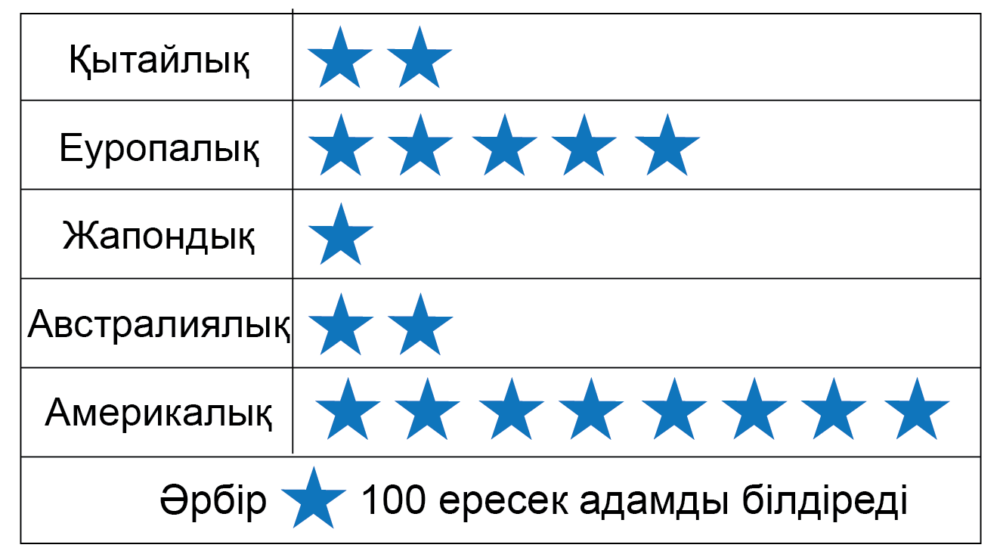 Қытайлық
Еуропалық
Жапондық
Австралиялық
Америкалық
Әрбір 100 ересек адамды білдіреді